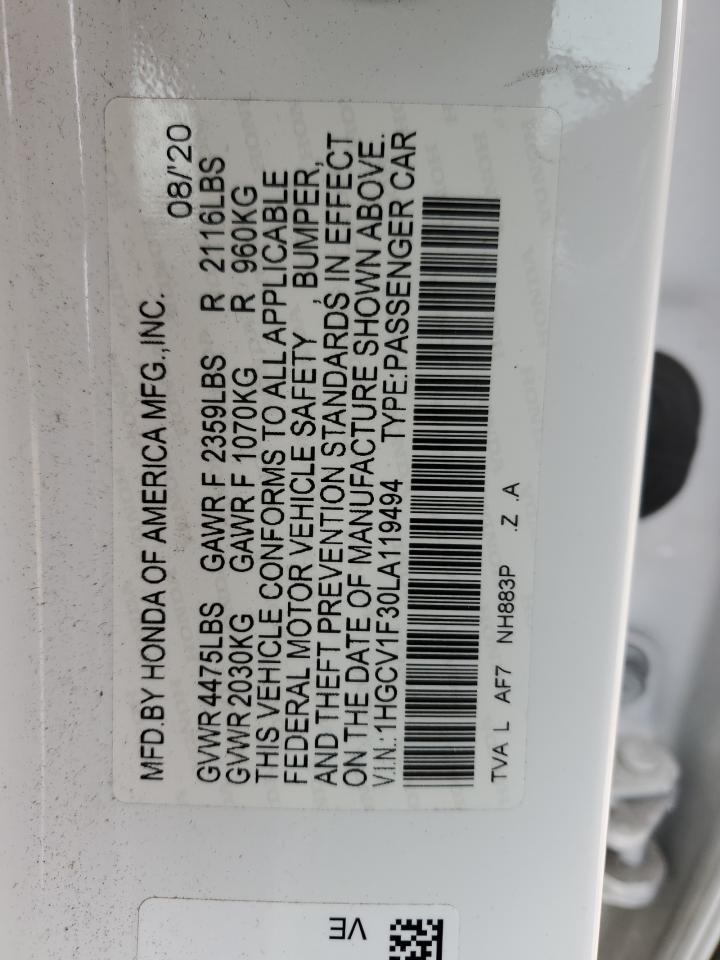 MFD.BY HONDA OF AMERICA MFG.,INC.
08/'20
GVWR 4475LBS GAWR F 2359LBS R 2116LBS
GVWR 2030KG GAWR F 1070KG R 960KG
THIS VEHICLE CONFORMS TO ALL APPLICABLE
FEDERAL MOTOR VEHICLE SAFETY , BUMPER,
AND THEFT PREVENTION STANDARDS IN EFFECT
ON THE DATE OF MANUFACTURE SHOWN ABOVE.
V.I.N.:1HGCV1F30LA119494 TYPE:PASSENGER CAR
TVA L AF7 NH883P .Z .A
VE